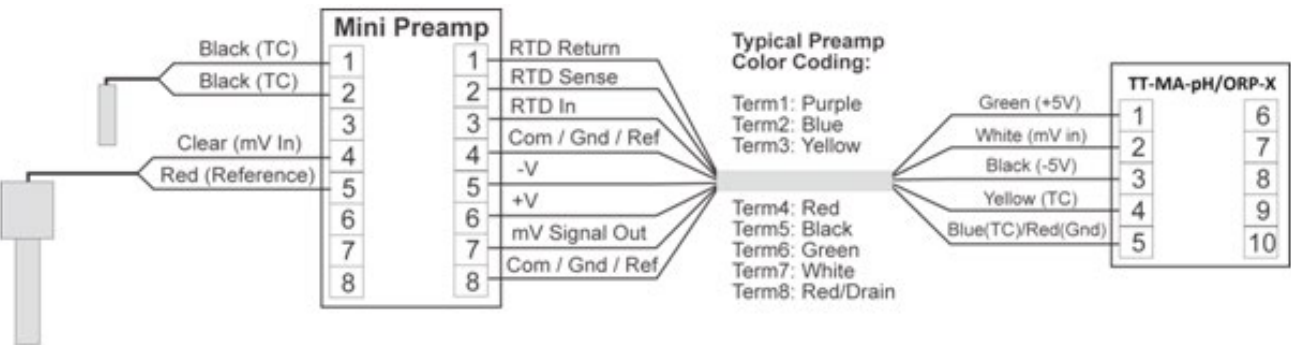 Mini Preamp
Black (TC)
Black (TC)
Clear (mV In)
Red (Reference)
1
2
3
4
5
6
7
8
1
2
3
4
5
6
7
8
RTD Return
RTD Sense
RTD In
Com / Gnd / Ref
-V
+V
mV Signal Out
Com / Gnd / Ref
Typical Preamp
Color Coding:
Term1: Purple
Term2: Blue
Term3: Yellow
Term4: Red
Term5: Black
Term6: Green
Term7: White
Term8: Red/Drain
Green (+5V)
White (mV in)
Black (-5V)
Yellow (TC)
Blue(TC)/Red(Gnd)
TT-MA-pH/ORP-X
1 6
2 7
3 8
4 9
5 10